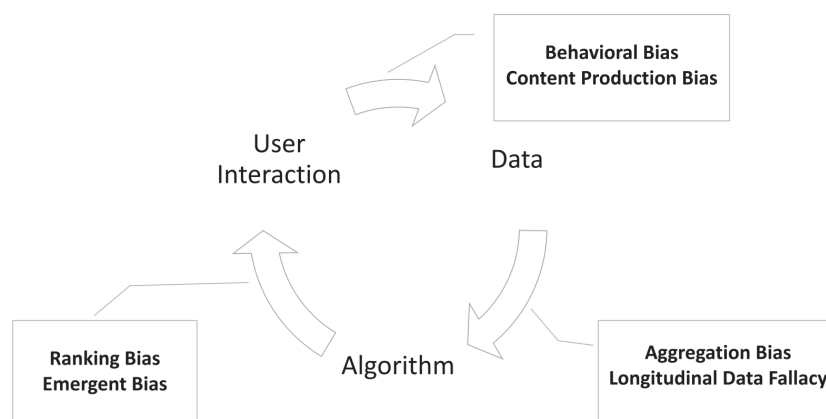 Behavioral Bias
Content Production Bias
User
Interaction
Data
Algorithm
Ranking Bias
Emergent Bias
Aggregation Bias
Longitudinal Data Fallacy